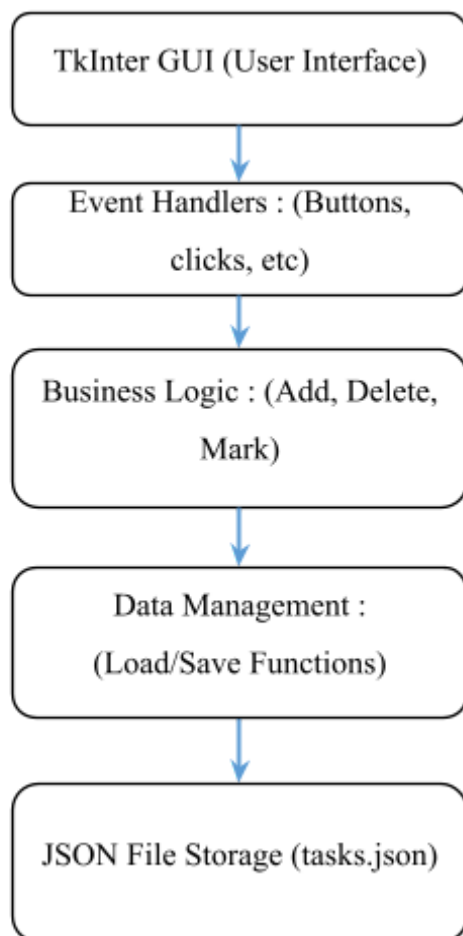 TkInter GUI (User Interface)
Event Handlers : (Buttons,
clicks, etc)
Business Logic : (Add, Delete,
Mark)
Data Management :
(Load/Save Functions)
JSON File Storage (tasks.json)